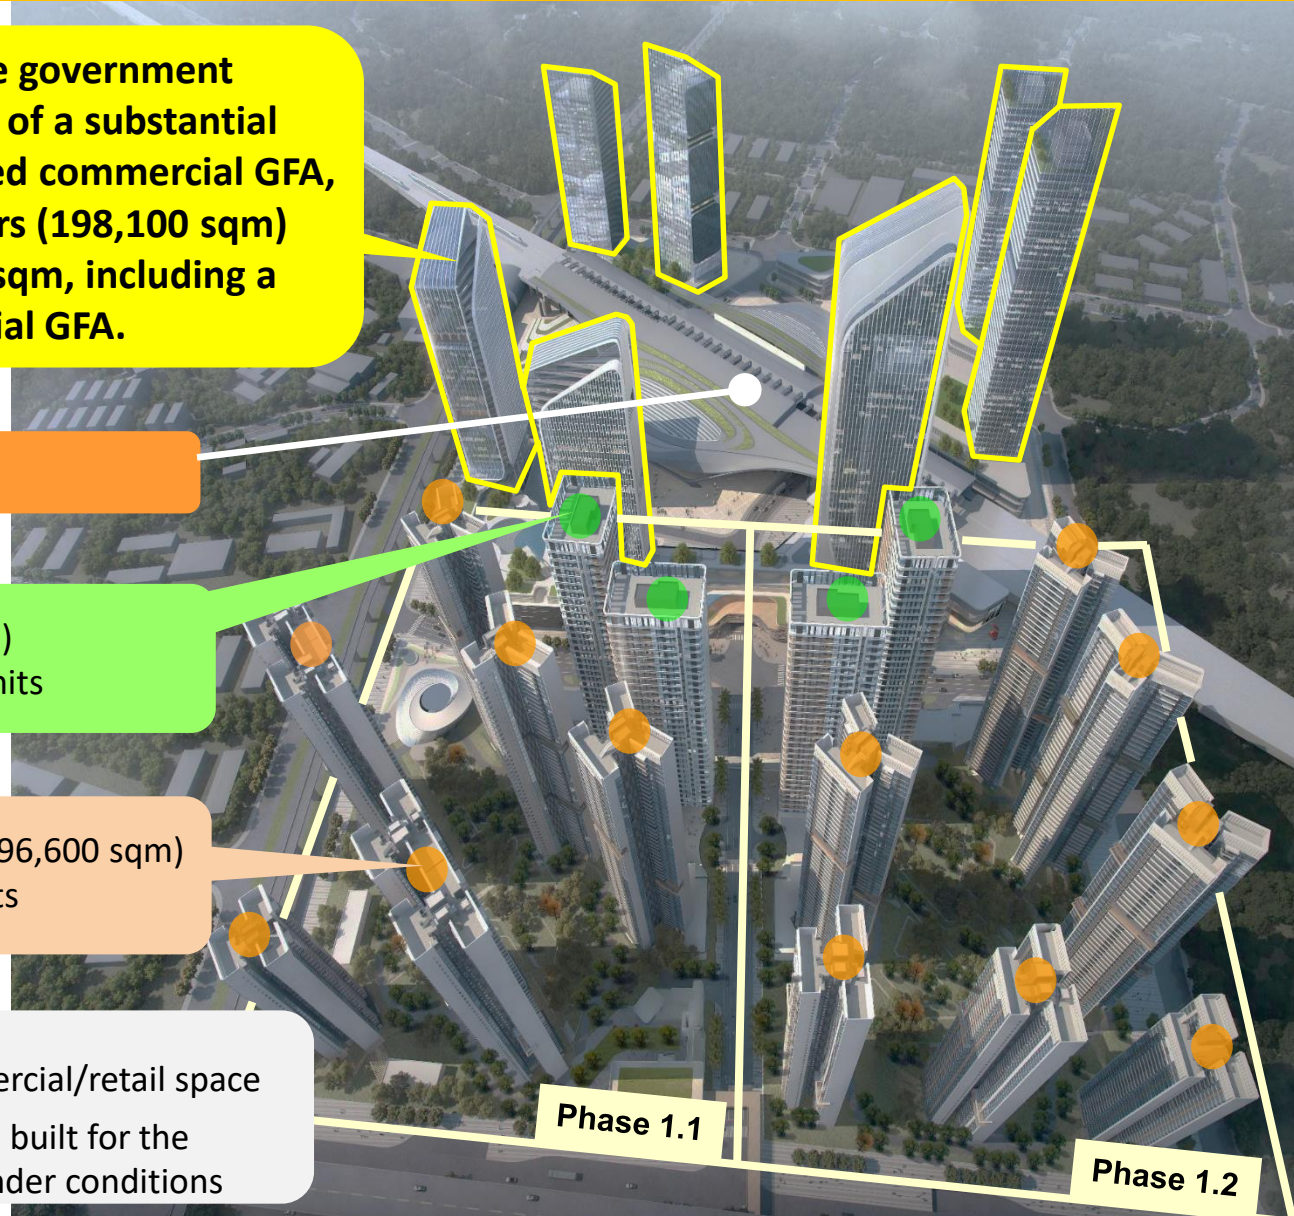 e government
of a substantial
ed commercial GFA,
rs (198,100 sqm)
sqm, including a
ial GFA.
)
nits
96,600 sqm)
ts
ercial/retail space
built for the
nder conditions
Phase 1.1
Phase 1.2